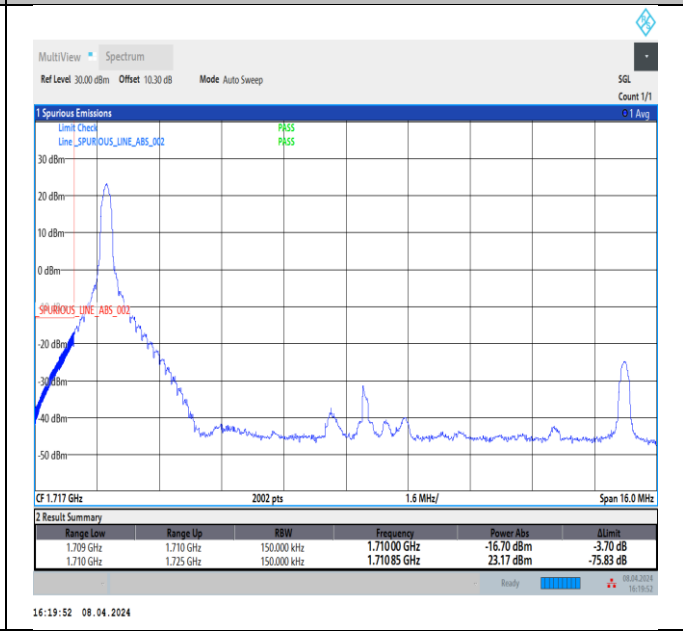 MultiView Spectrum
Ref Level 30.00 dBm Offset 10.30 dB Mode Auto Sweep SGL
Count 1/1
1 Spurious Emissions 1 Avg
Limit Check PASS
Line _SPURIOUS_LINE_ABS_002 PASS
30 dBm
20 dBm
10 dBm
0 dBm
_SPURIOUS_LINE_ABS_002
-20 dBm
-30 dBm
-40 dBm
-50 dBm
CF 1.717 GHz 2002 pts 1.6 MHz/ Span 16.0 MHz
2 Result Summary
Range Low Range Up RBW Frequency Power Abs ΔLimit
1.709 GHz 1.710 GHz 150.000 kHz 1.71000 GHz -16.70 dBm -3.70 dB
1.710 GHz 1.725 GHz 150.000 kHz 1.71085 GHz 23.17 dBm -75.83 dB
Ready 08.04.2024
16:19:52
16:19:52 08.04.2024